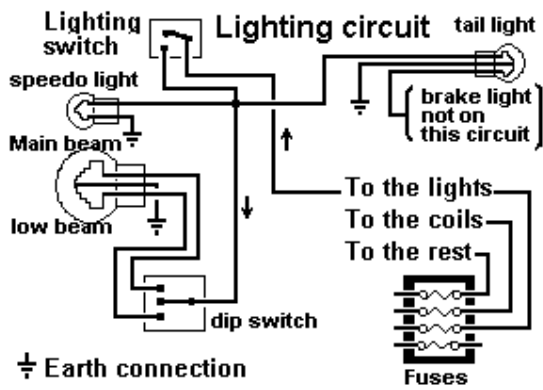 Lighting circuit
Lighting
switch
tail light
speedo light
brake light
not on
this circuit
Main beam
low beam
To the lights
To the coils
To the rest
dip switch
Earth connection
Fuses